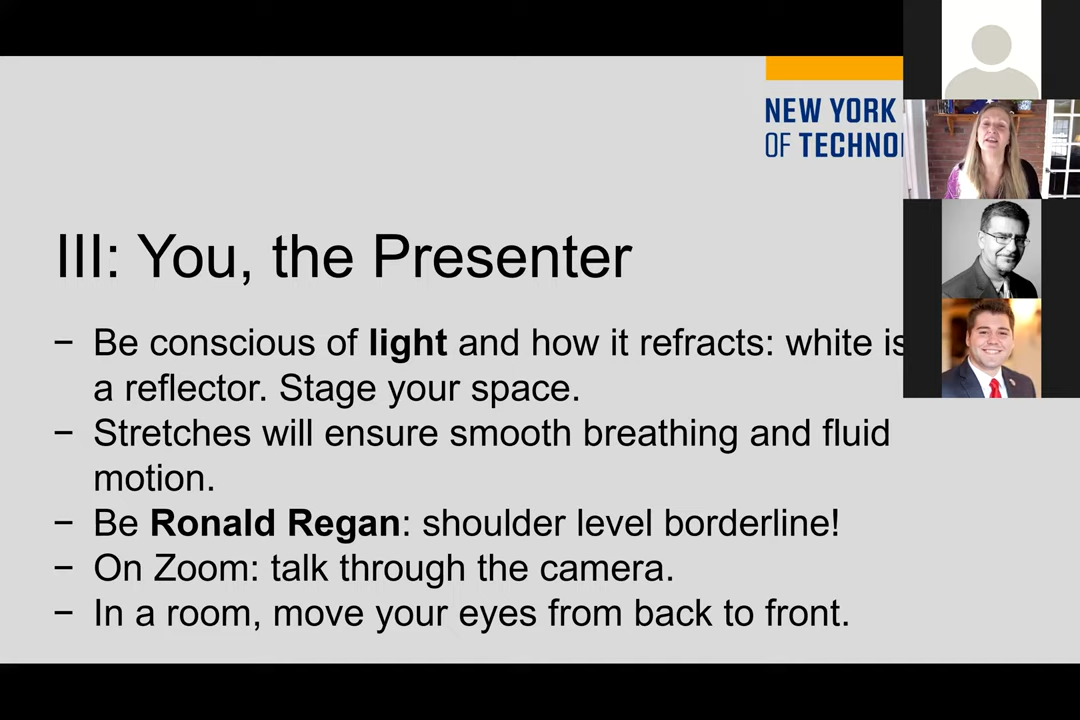 NEW YORK
OF TECHNO
III: You, the Presenter
− Be conscious of light and how it refracts: white is
a reflector. Stage your space.
− Stretches will ensure smooth breathing and fluid
motion.
− Be Ronald Regan: shoulder level borderline!
− On Zoom: talk through the camera.
− In a room, move your eyes from back to front.